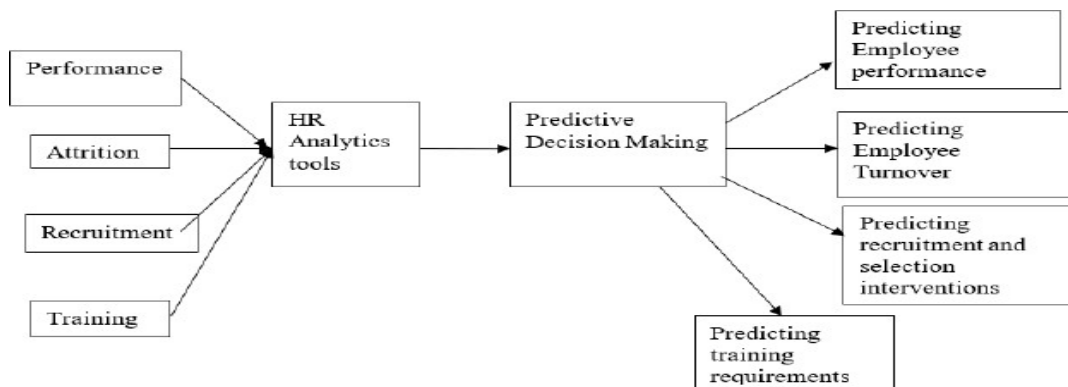 Performance
Attrition
Recruitment
Training
HR
Analytics
tools
Predictive
Decision Making
Predicting
Employee
performance
Predicting
Employee
Turnover
Predicting
recruitment and
selection
interventions
Predicting
training
requirements